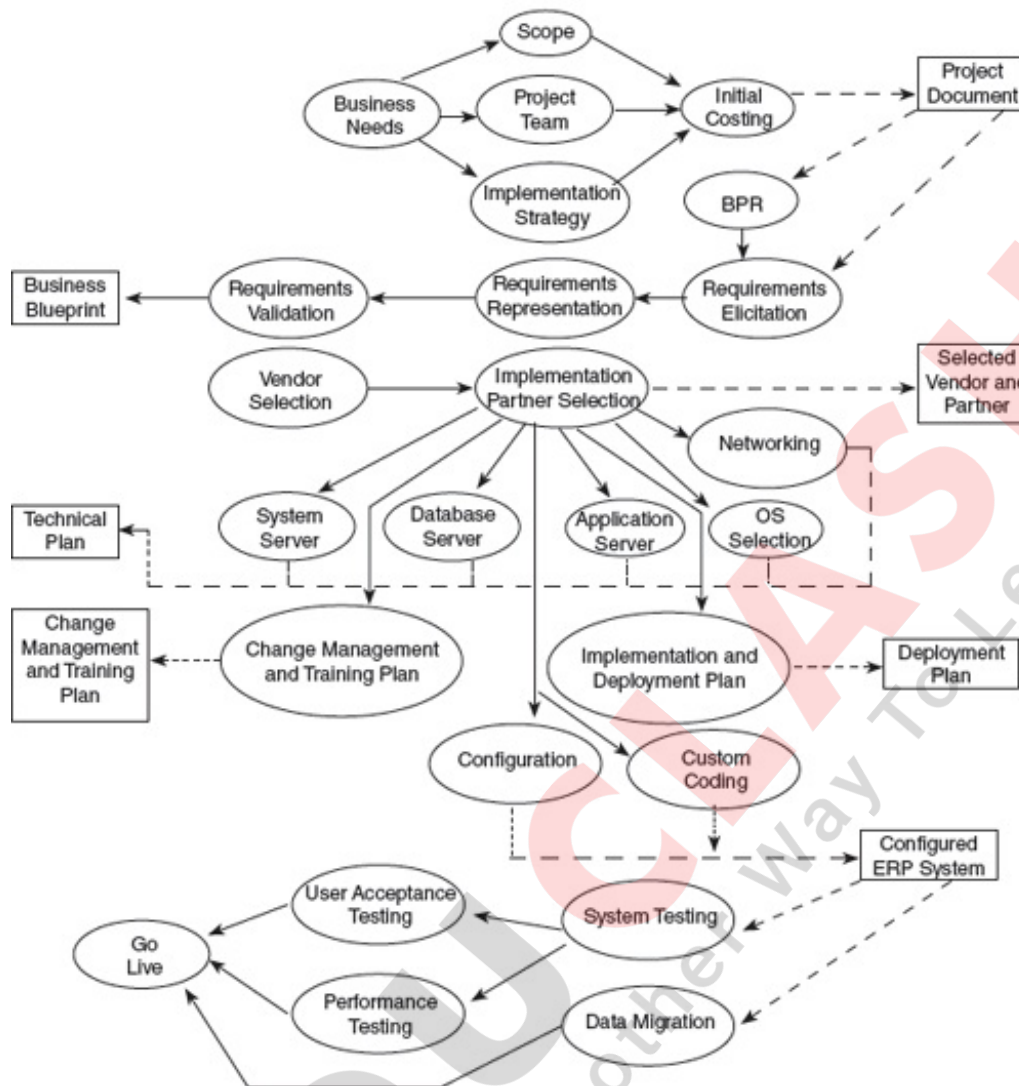 Scope
Business
Needs
Project
Team
Initial
Costing
Project
Document
Implementation
Strategy
BPR
Business
Blueprint
Requirements
Validation
Requirements
Representation
Requirements
Elicitation
Vendor
Selection
Implementation
Partner Selection
Selected
Vendor and
Partner
Networking
Technical
Plan
System
Server
Database
Server
Application
Server
OS
Selection
Change
Management
and Training
Plan
Change Management
and Training Plan
Implementation and
Deployment Plan
Deployment
Plan
Configuration
Custom
Coding
Configured
ERP System
User Acceptance
Testing
System Testing
Go
Live
Performance
Testing
Data Migration